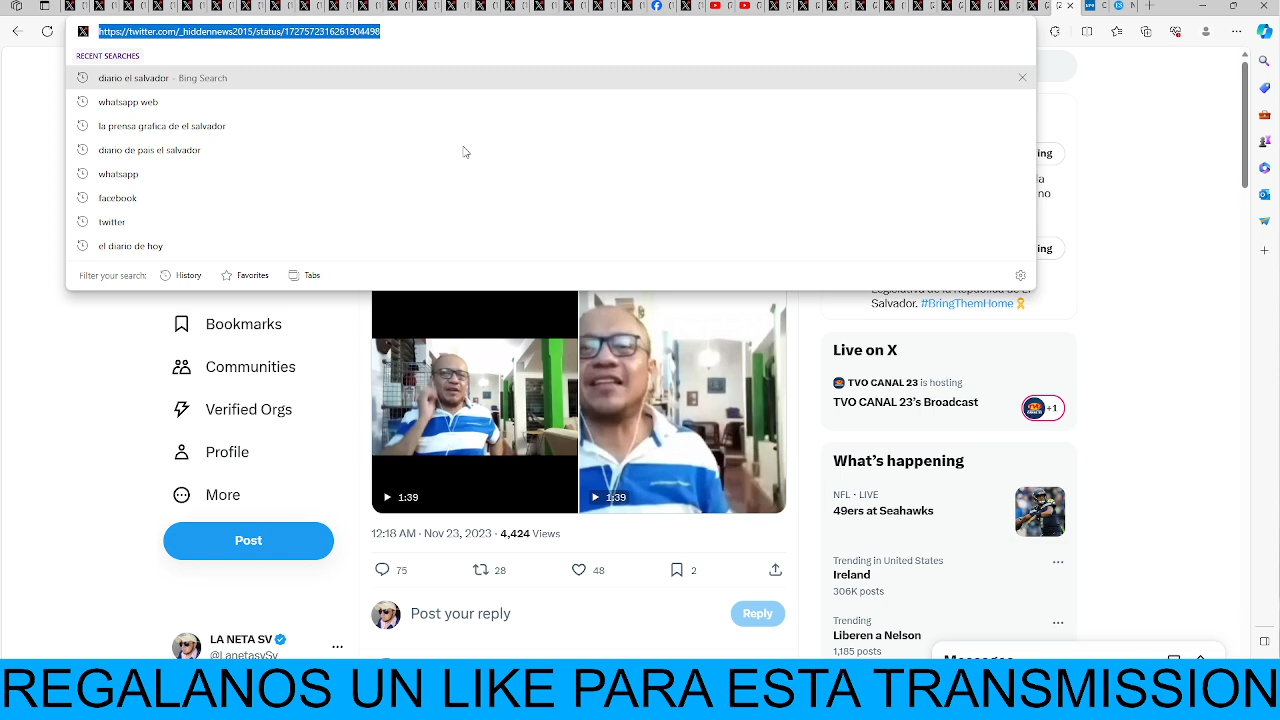 https://twitter.com/_hiddennews2015/status/1727572316261904498
RECENT SEARCHES
diario el salvador - Bing Search
whatsapp web
la prensa grafica de el salvador
diario de pais el salvador
whatsapp
facebook
twitter
el diario de hoy
Filter your search:
History
Favorites
Tabs
ing
la
no
ing
Salvador. #BringThemHome
Bookmarks
Communities
Verified Orgs
Profile
More
Post
LA NETA SV
@LanetasySv
1:39
1:39
12:18 AM · Nov 23, 2023 · 4,424 Views
75
28
48
2
Post your reply
Reply
Live on X
TVO CANAL 23 is hosting
TVO CANAL 23's Broadcast
+1
What's happening
NFL · LIVE
49ers at Seahawks
Trending in United States
Ireland
306K posts
Trending
Liberen a Nelson
1,185 posts
REGALANOS UN LIKE PARA ESTA TRANSMISSION